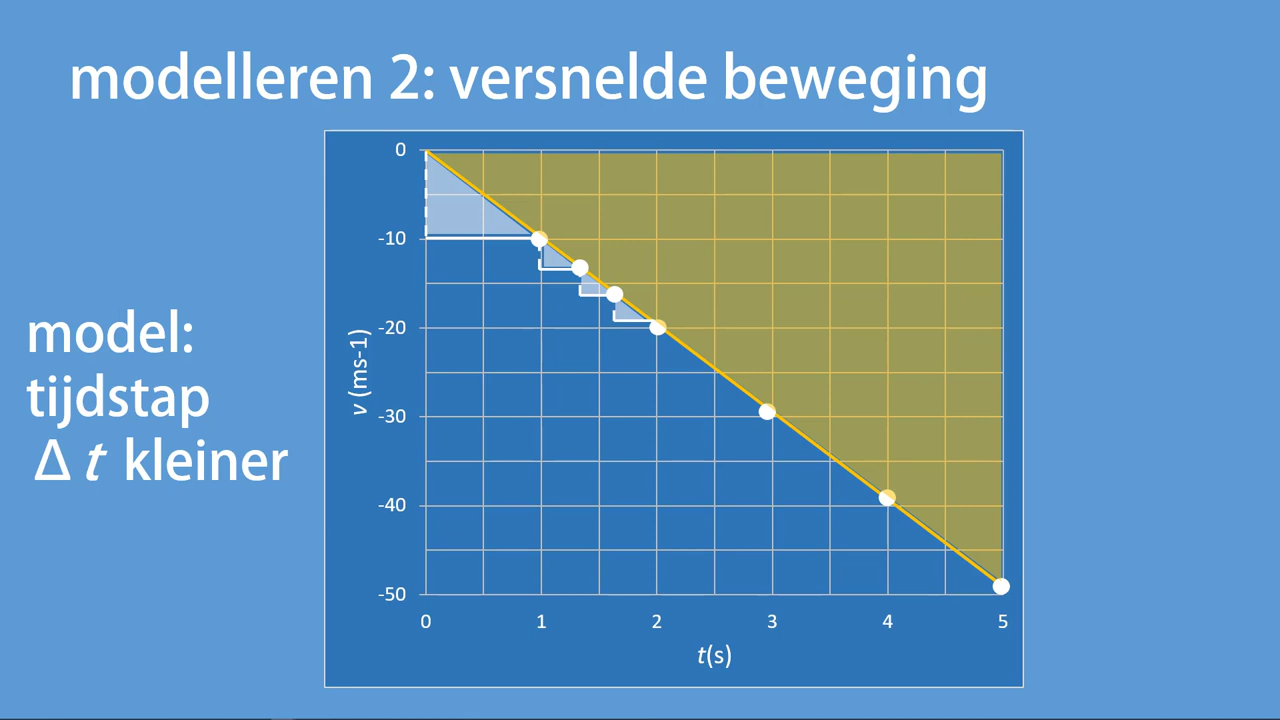 modelleren 2: versnelde beweging
model:
tijdstap
Δ t kleiner
v (ms-1)
0
-10
-20
-30
-40
-50
0 1 2 3 4 5
t(s)